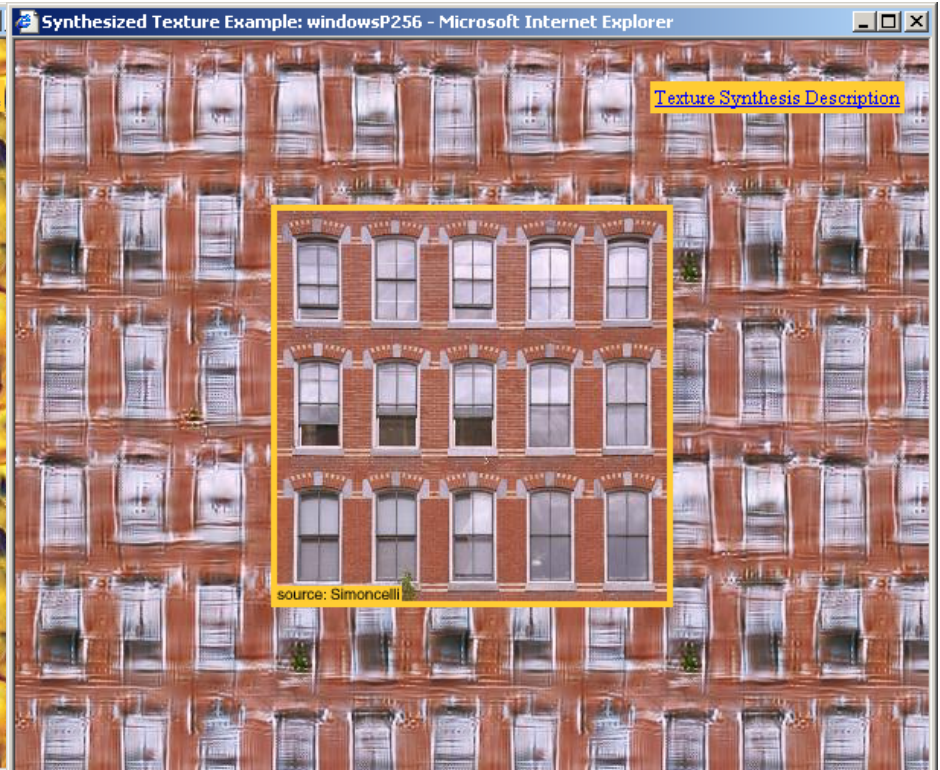 Synthesized Texture Example: windowsP256 - Microsoft Internet Explorer
Texture Synthesis Description
source: Simoncelli